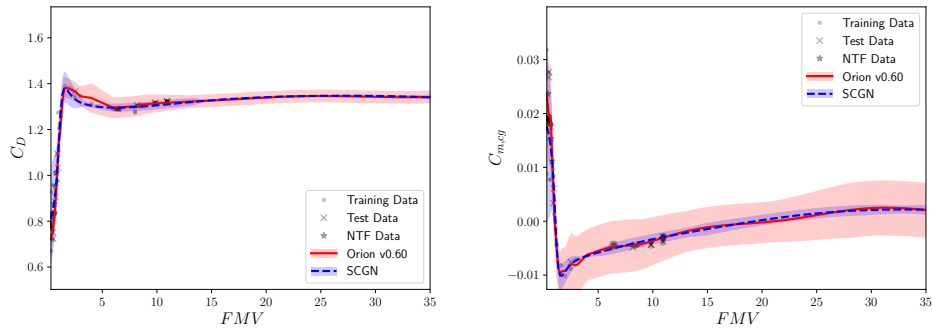 1.6
1.4
1.2
1.0
0.8
0.6
C_D
5 10 15 20 25 30 35
FMV
Training Data
Test Data
NTF Data
Orion v0.60
SCGN
0.03
0.02
0.01
0.00
−0.01
C_{m,cg}
5 10 15 20 25 30 35
FMV
Training Data
Test Data
NTF Data
Orion v0.60
SCGN